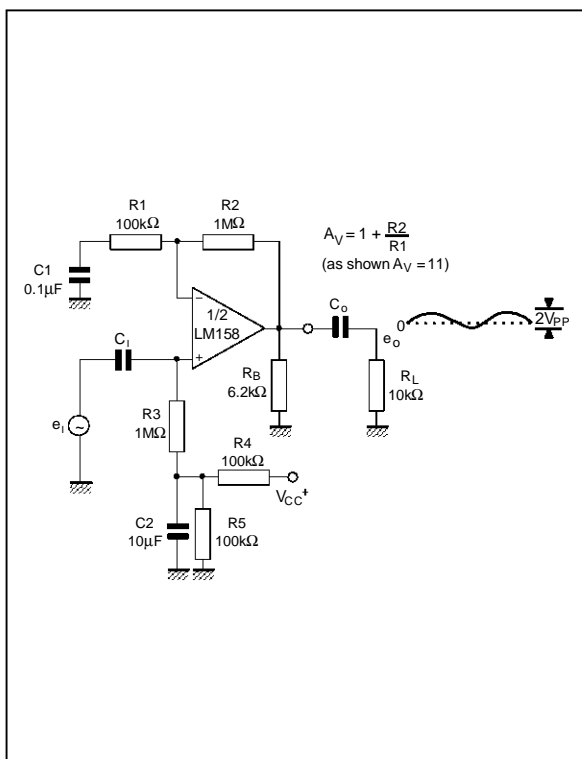 R1
100kΩ
R2
1MΩ
A_V = 1 + R2/R1
(as shown A_V = 11)
C1
0.1μF
1/2
LM158
−
+
C_I
C_o
e_o
0
2V_PP
R_B
6.2kΩ
R_L
10kΩ
e_I
~
R3
1MΩ
R4
100kΩ
V_CC+
C2
10μF
R5
100kΩ